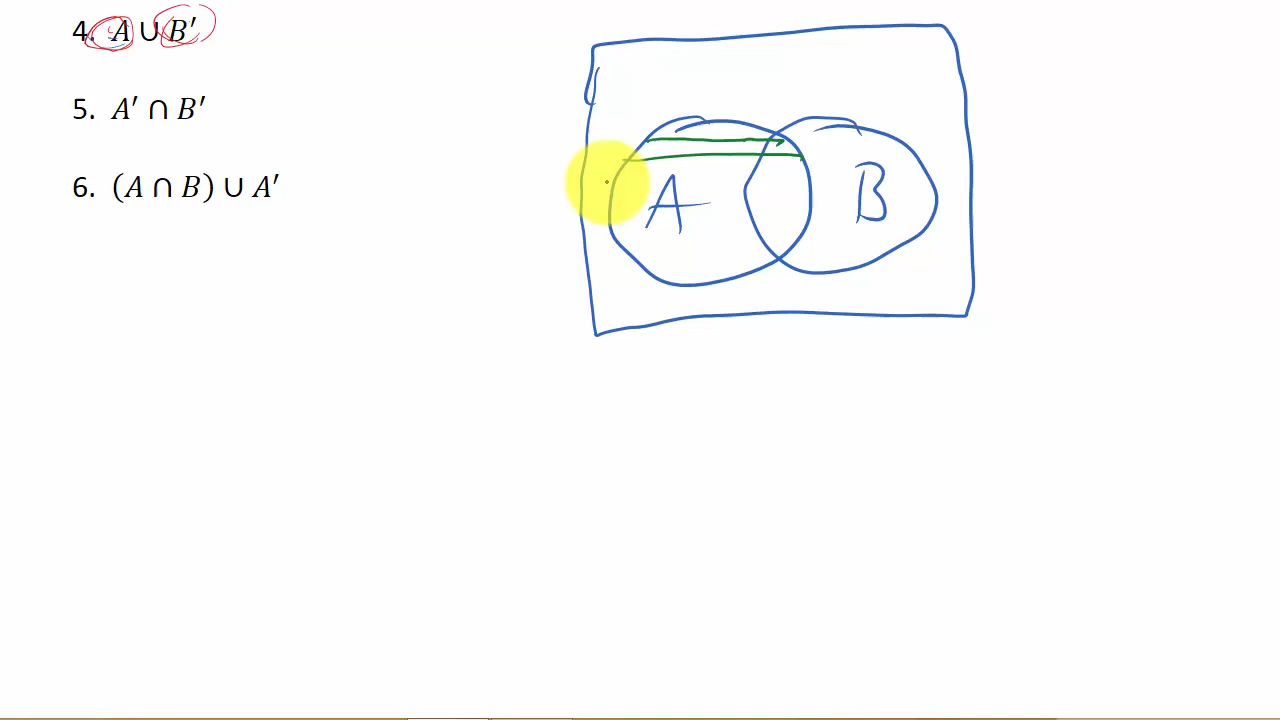 4. A ∪ B′
5. A′ ∩ B′
6. (A ∩ B) ∪ A′
A B